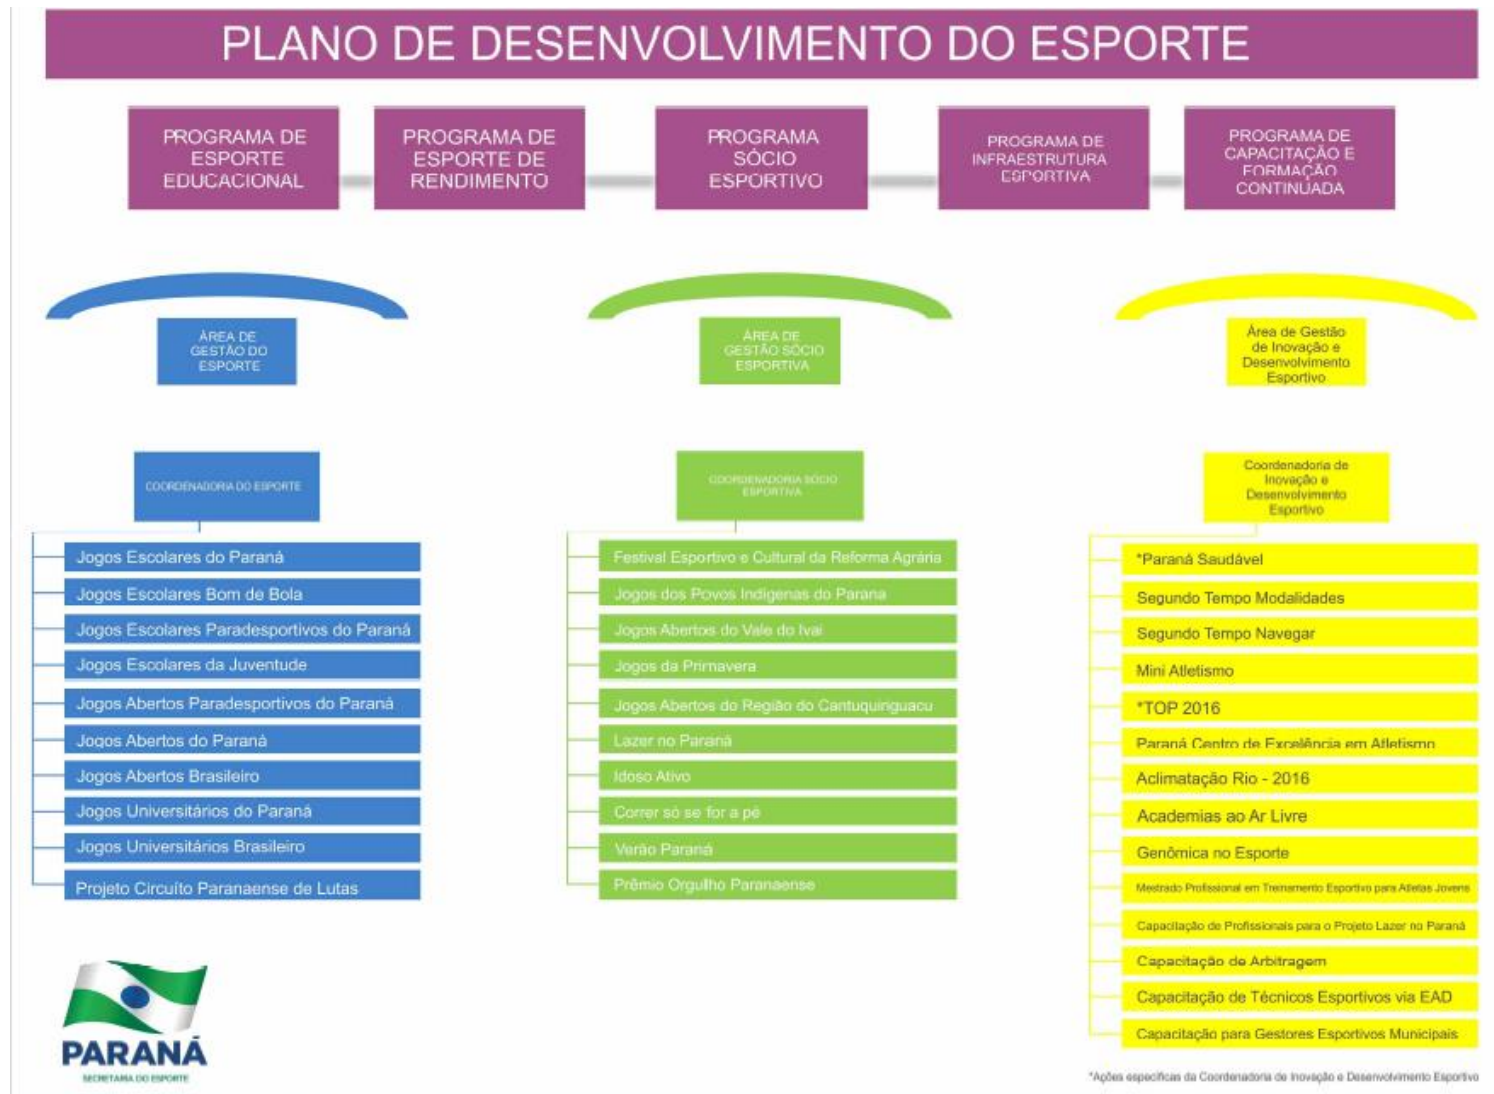 PLANO DE DESENVOLVIMENTO DO ESPORTE
PROGRAMA DE
ESPORTE
EDUCACIONAL
PROGRAMA DE
ESPORTE DE
RENDIMENTO
PROGRAMA
SÓCIO
ESPORTIVO
PROGRAMA DE
INFRAESTRUTURA
ESPORTIVA
PROGRAMA DE
CAPACITAÇÃO E
FORMAÇÃO
CONTINUADA
ÁREA DE
GESTÃO DO
ESPORTE
COORDENADORIA DO ESPORTE
Jogos Escolares do Paraná
Jogos Escolares Bom de Bola
Jogos Escolares Paradesportivos do Paraná
Jogos Escolares da Juventude
Jogos Abertos Paradesportivos do Paraná
Jogos Abertos do Paraná
Jogos Abertos Brasileiro
Jogos Universitários do Paraná
Jogos Universitários Brasileiro
Projeto Circuíto Paranaense de Lutas
ÁREA DE
GESTÃO SÓCIO
ESPORTIVA
COORDENADORIA SÓCIO
ESPORTIVA
Festival Esportivo e Cultural da Reforma Agrária
Jogos dos Povos Indígenas do Paraná
Jogos Abertos do Vale do Ivaí
Jogos da Primavera
Jogos Abertos do Região do Cantuquiriguacu
Lazer no Paraná
Idoso Ativo
Correr só se for a pé
Verão Paraná
Prêmio Orgulho Paranaense
Área de Gestão
de Inovação e
Desenvolvimento
Esportivo
Coordenadoria de
Inovação e
Desenvolvimento
Esportivo
*Paraná Saudável
Segundo Tempo Modalidades
Segundo Tempo Navegar
Mini Atletismo
*TOP 2016
Paraná Centro de Excelência em Atletismo
Aclimatação Rio - 2016
Academias ao Ar Livre
Genômica no Esporte
Mestrado Profissional em Treinamento Esportivo para Atletas Jovens
Capacitação de Profissionais para o Projeto Lazer no Paraná
Capacitação de Arbitragem
Capacitação de Técnicos Esportivos via EAD
Capacitação para Gestores Esportivos Municipais
*Ações específicas da Coordenadoria de Inovação e Desenvolvimento Esportivo
PARANÁ
SECRETARIA DO ESPORTE